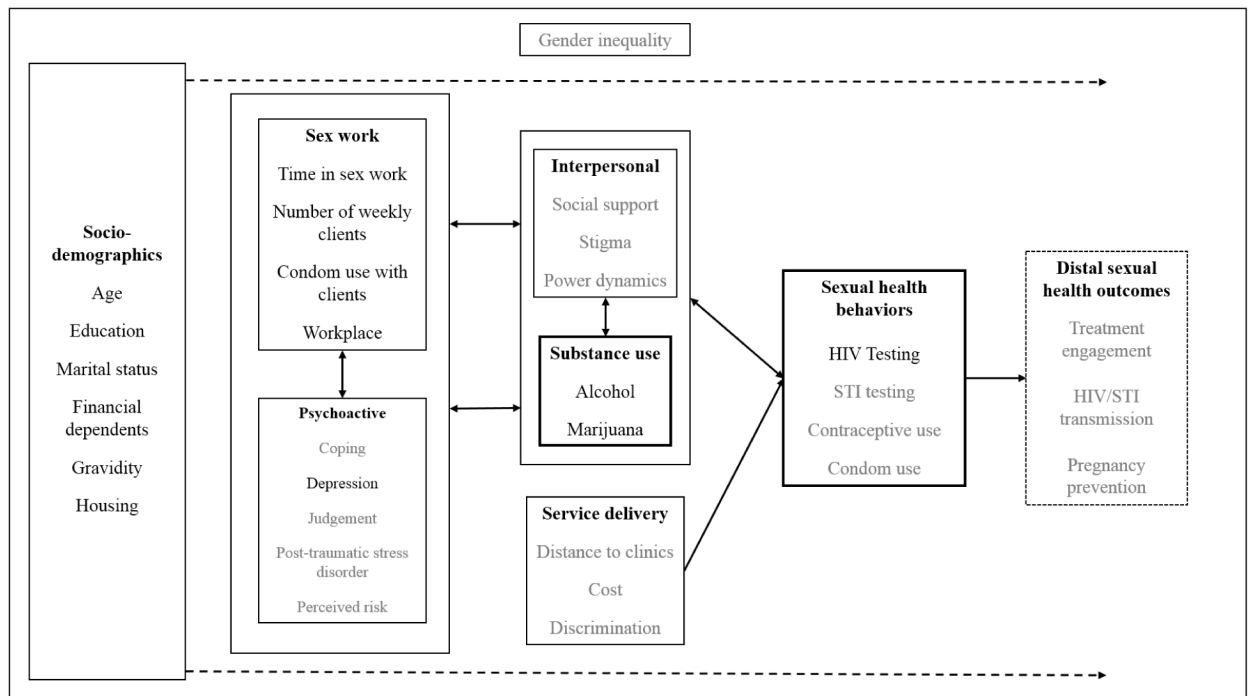 Gender inequality
Socio-
demographics
Age
Education
Marital status
Financial
dependents
Gravidity
Housing
Sex work
Time in sex work
Number of weekly
clients
Condom use with
clients
Workplace
Psychoactive
Coping
Depression
Judgement
Post-traumatic stress
disorder
Perceived risk
Interpersonal
Social support
Stigma
Power dynamics
Substance use
Alcohol
Marijuana
Service delivery
Distance to clinics
Cost
Discrimination
Sexual health
behaviors
HIV Testing
STI testing
Contraceptive use
Condom use
Distal sexual
health outcomes
Treatment
engagement
HIV/STI
transmission
Pregnancy
prevention